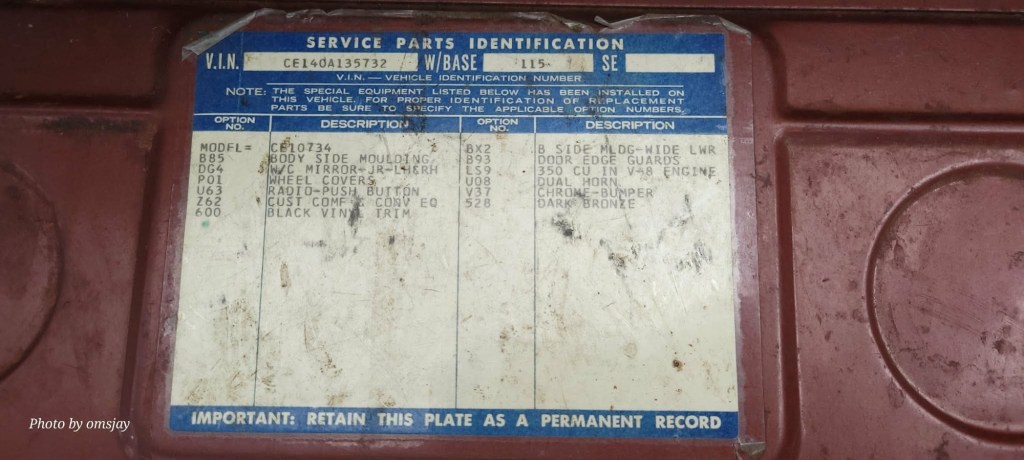 SERVICE PARTS IDENTIFICATION
V.I.N. CE140A135732 W/BASE 115- SE
V.I.N. — VEHICLE IDENTIFICATION NUMBER
NOTE: THE SPECIAL EQUIPMENT LISTED BELOW HAS BEEN INSTALLED ON
THIS VEHICLE. FOR PROPER IDENTIFICATION OF REPLACEMENT
PARTS BE SURE TO SPECIFY THE APPLICABLE OPTION NUMBERS.
OPTION NO. DESCRIPTION OPTION NO. DESCRIPTION
MODEL= CE10734 BX2 B SIDE MLDG-WIDE LWR
B85 BODY SIDE MOULDING B93 DOOR EDGE GUARDS
DG4 W/C MIRROR-JR-LH&RH LS9 350 CU IN V-8 ENGINE
P01 WHEEL COVERS U08 DUAL HORN
U63 RADIO-PUSH BUTTON V37 CHROME-BUMPER
Z62 CUST COMF & CONV EQ 528 DARK BRONZE
600 BLACK VINYL TRIM
IMPORTANT: RETAIN THIS PLATE AS A PERMANENT RECORD
Photo by omsjay